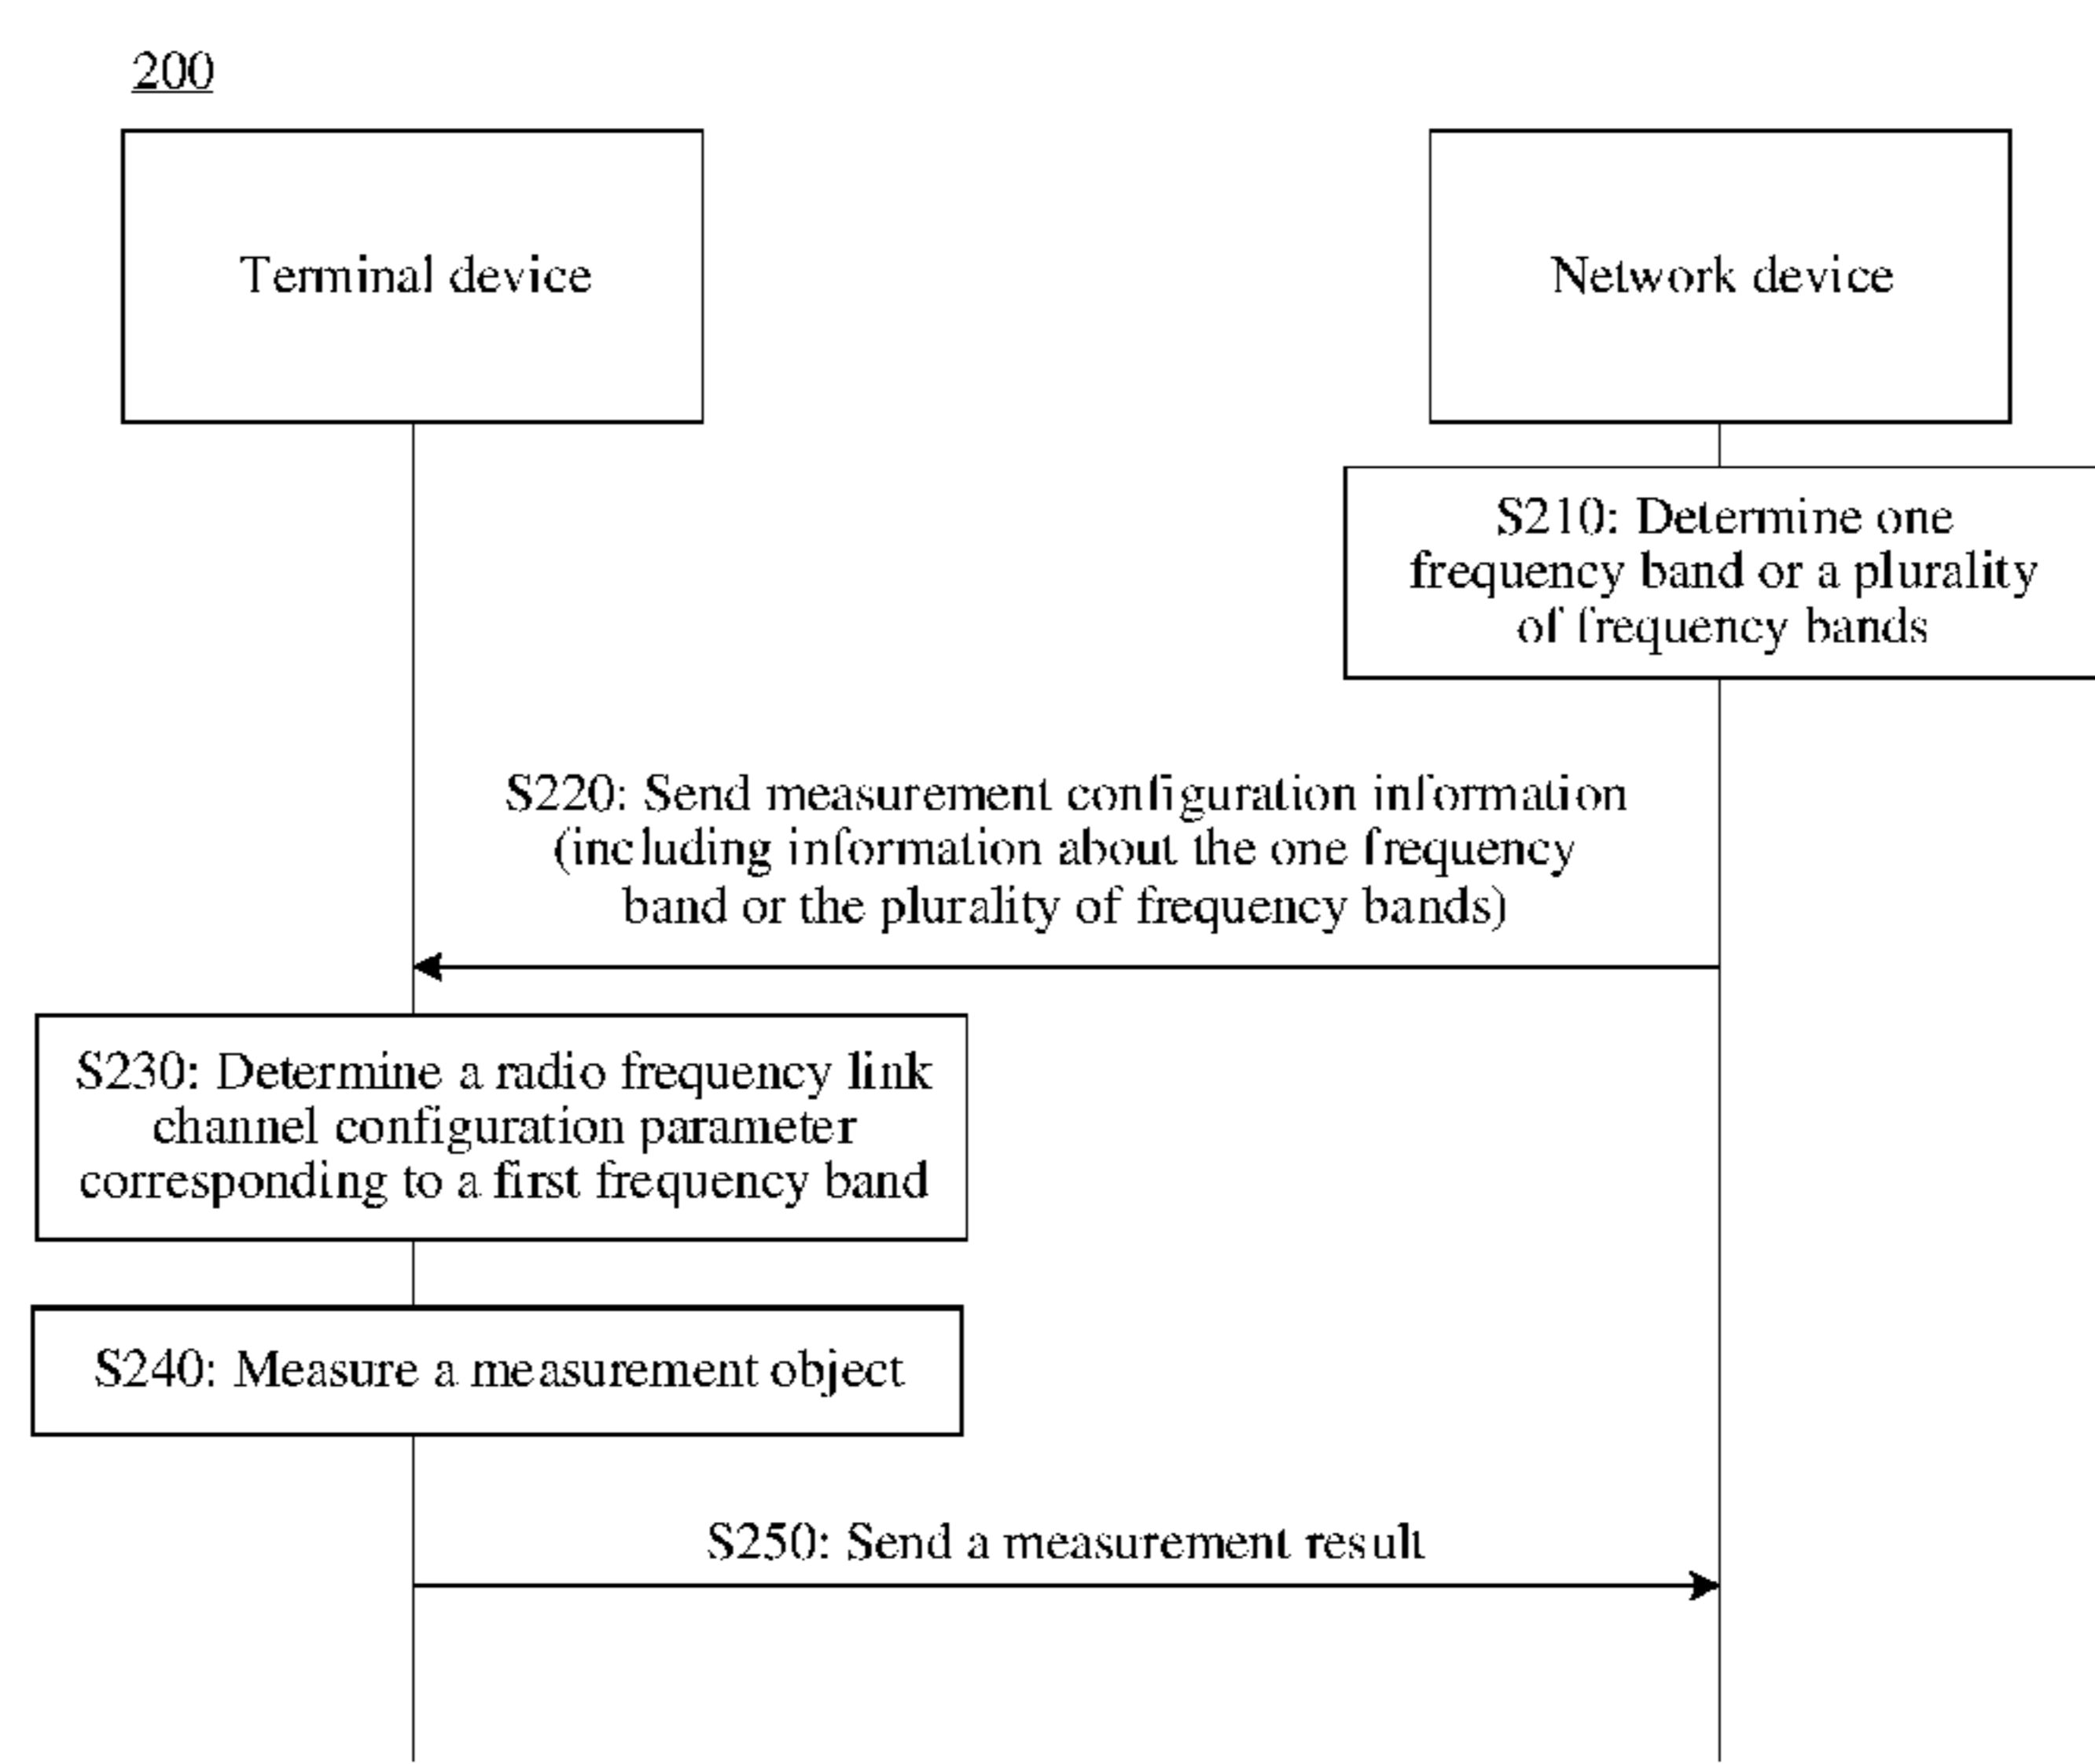 200
Terminal device
Network device
S210: Determine one
frequency band or a plurality
of frequency bands
S220: Send measurement configuration information
(including information about the one frequency
band or the plurality of frequency bands)
S230: Determine a radio frequency link
channel configuration parameter
corresponding to a first frequency band
S240: Measure a measurement object
S250: Send a measurement result